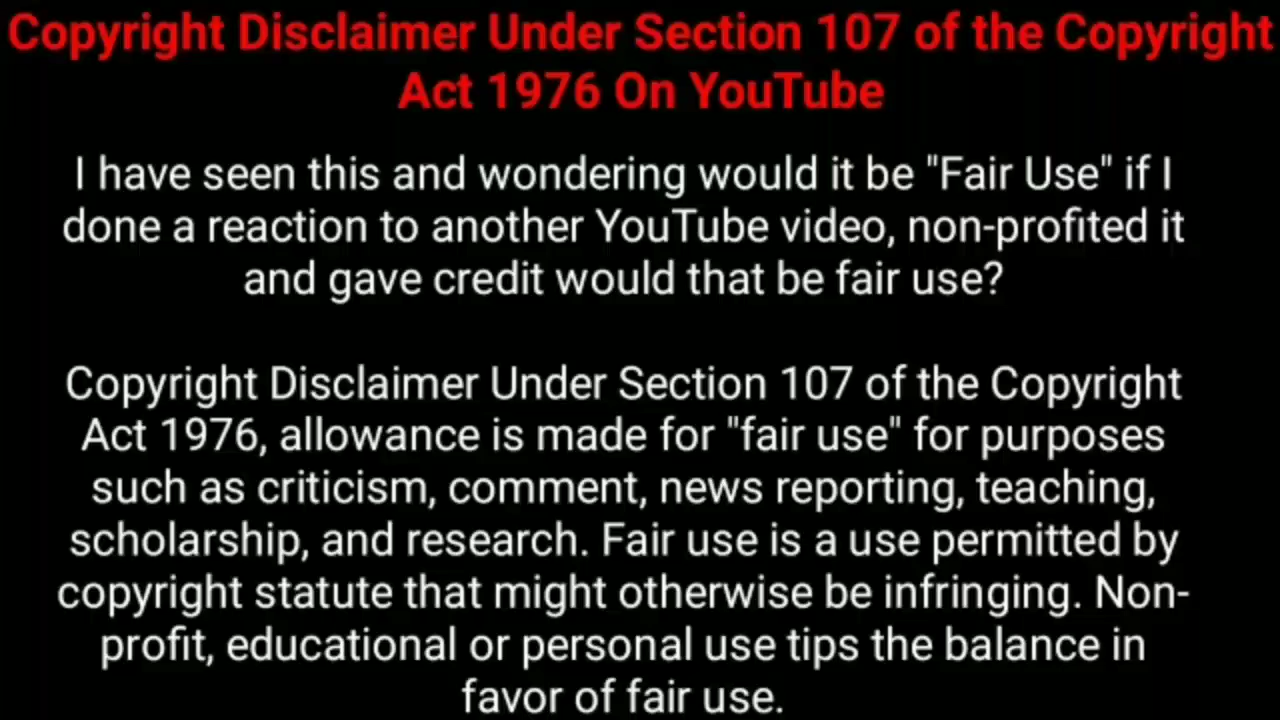 Copyright Disclaimer Under Section 107 of the Copyright
Act 1976 On YouTube
I have seen this and wondering would it be "Fair Use" if I
done a reaction to another YouTube video, non-profited it
and gave credit would that be fair use?
Copyright Disclaimer Under Section 107 of the Copyright
Act 1976, allowance is made for "fair use" for purposes
such as criticism, comment, news reporting, teaching,
scholarship, and research. Fair use is a use permitted by
copyright statute that might otherwise be infringing. Non-
profit, educational or personal use tips the balance in
favor of fair use.